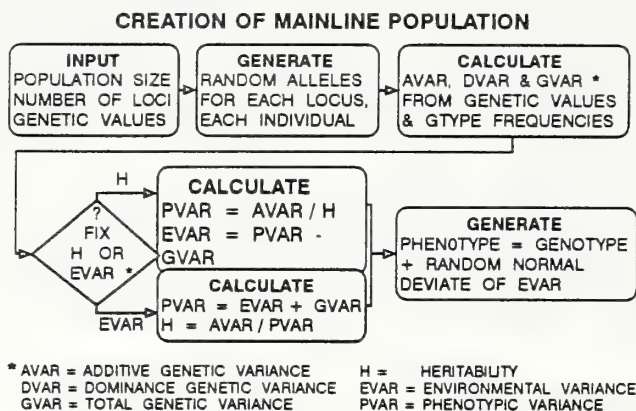 CREATION OF MAINLINE POPULATION
INPUT
POPULATION SIZE
NUMBER OF LOCI
GENETIC VALUES
GENERATE
RANDOM ALLELES
FOR EACH LOCUS,
EACH INDIVIDUAL
CALCULATE
AVAR, DVAR & GVAR *
FROM GENETIC VALUES
& GTYPE FREQUENCIES
?
FIX
H OR
EVAR *
H
CALCULATE
PVAR = AVAR / H
EVAR = PVAR -
GVAR
EVAR
CALCULATE
PVAR = EVAR + GVAR
H = AVAR / PVAR
GENERATE
PHENOTYPE = GENOTYPE
+ RANDOM NORMAL
DEVIATE OF EVAR
* AVAR = ADDITIVE GENETIC VARIANCE
DVAR = DOMINANCE GENETIC VARIANCE
GVAR = TOTAL GENETIC VARIANCE
H = HERITABILITY
EVAR = ENVIRONMENTAL VARIANCE
PVAR = PHENOTYPIC VARIANCE